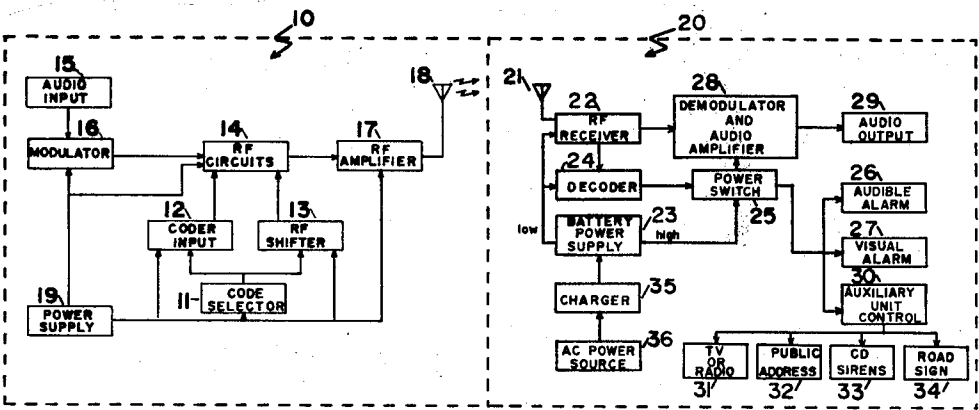 10
15
AUDIO
INPUT
16
MODULATOR
14
RF
CIRCUITS
17
RF
AMPLIFIER
18
12
CODER
INPUT
13
RF
SHIFTER
11
CODE
SELECTOR
19
POWER
SUPPLY
20
21
22
RF
RECEIVER
28
DEMODULATOR
AND
AUDIO
AMPLIFIER
29
AUDIO
OUTPUT
24
DECODER
POWER
SWITCH
25
26
AUDIBLE
ALARM
low
BATTERY
POWER
SUPPLY
23
high
27
VISUAL
ALARM
30
AUXILIARY
UNIT
CONTROL
CHARGER
35
AC POWER
SOURCE
36
TV
OR
RADIO
31
PUBLIC
ADDRESS
32
CD
SIRENS
33
ROAD
SIGN
34